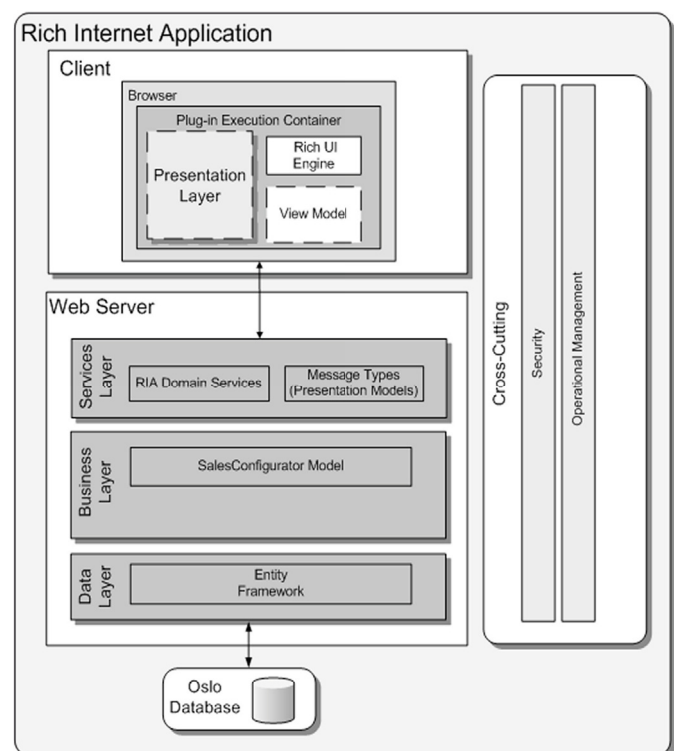 Rich Internet Application
Client
Browser
Plug-in Execution Container
Presentation
Layer
Rich UI
Engine
View Model
Web Server
Services
Layer
RIA Domain Services
Message Types
(Presentation Models)
Business
Layer
SalesConfigurator Model
Data
Layer
Entity
Framework
Oslo
Database
Cross-Cutting
Security
Operational Management